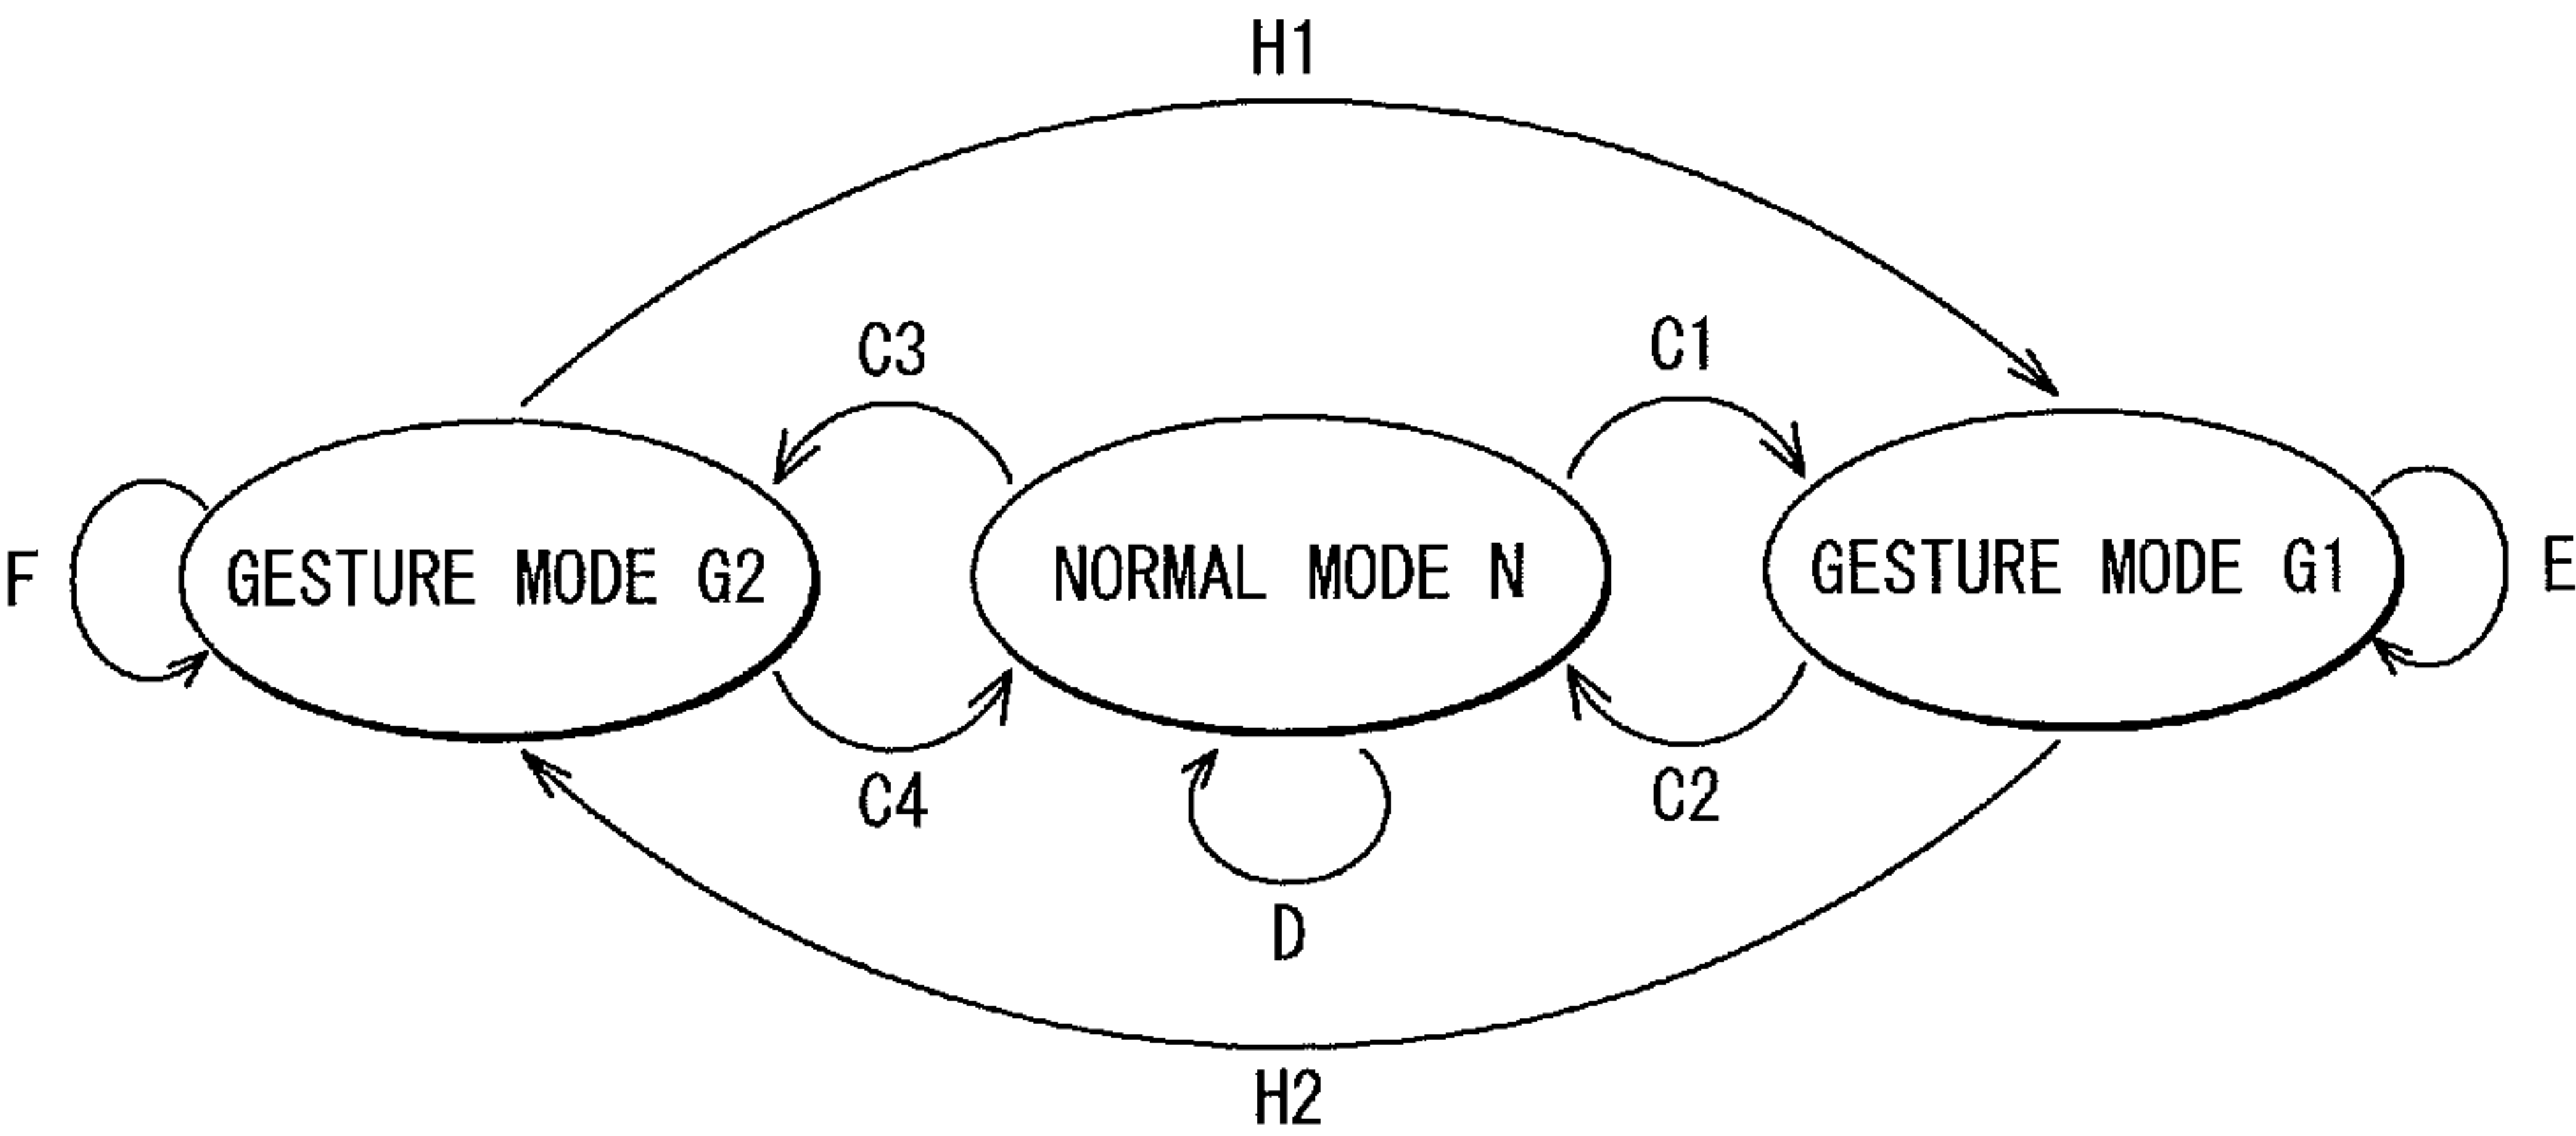 H1
C3
C1
F
GESTURE MODE G2
NORMAL MODE N
GESTURE MODE G1
E
C4
C2
D
H2